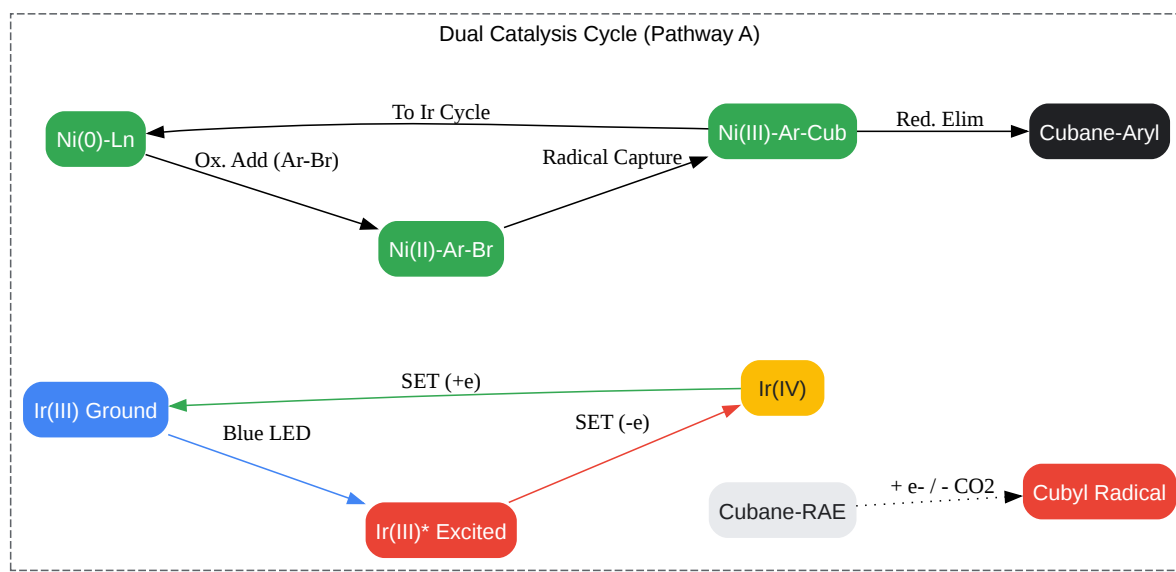 Dual Catalysis Cycle (Pathway A)
To Ir Cycle
Ni(0)-Ln
Ni(III)-Ar-Cub
Red. Elim
Cubane-Aryl
Ox. Add (Ar-Br)
Radical Capture
Ni(II)-Ar-Br
SET (+e)
Ir(IV)
Ir(III) Ground
SET (-e)
Blue LED
+ e- / - CO2
Cubyl Radical
Cubane-RAE
Ir(III)* Excited